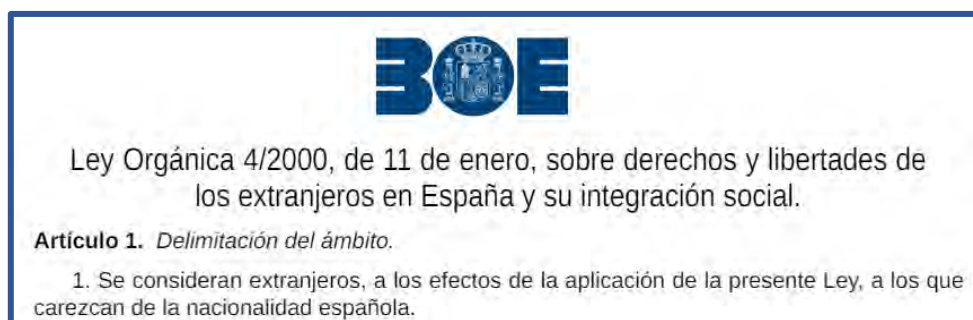 BOE
Ley Orgánica 4/2000, de 11 de enero, sobre derechos y libertades de
los extranjeros en España y su integración social.
Artículo 1. Delimitación del ámbito.
1. Se consideran extranjeros, a los efectos de la aplicación de la presente Ley, a los que
carezcan de la nacionalidad española.